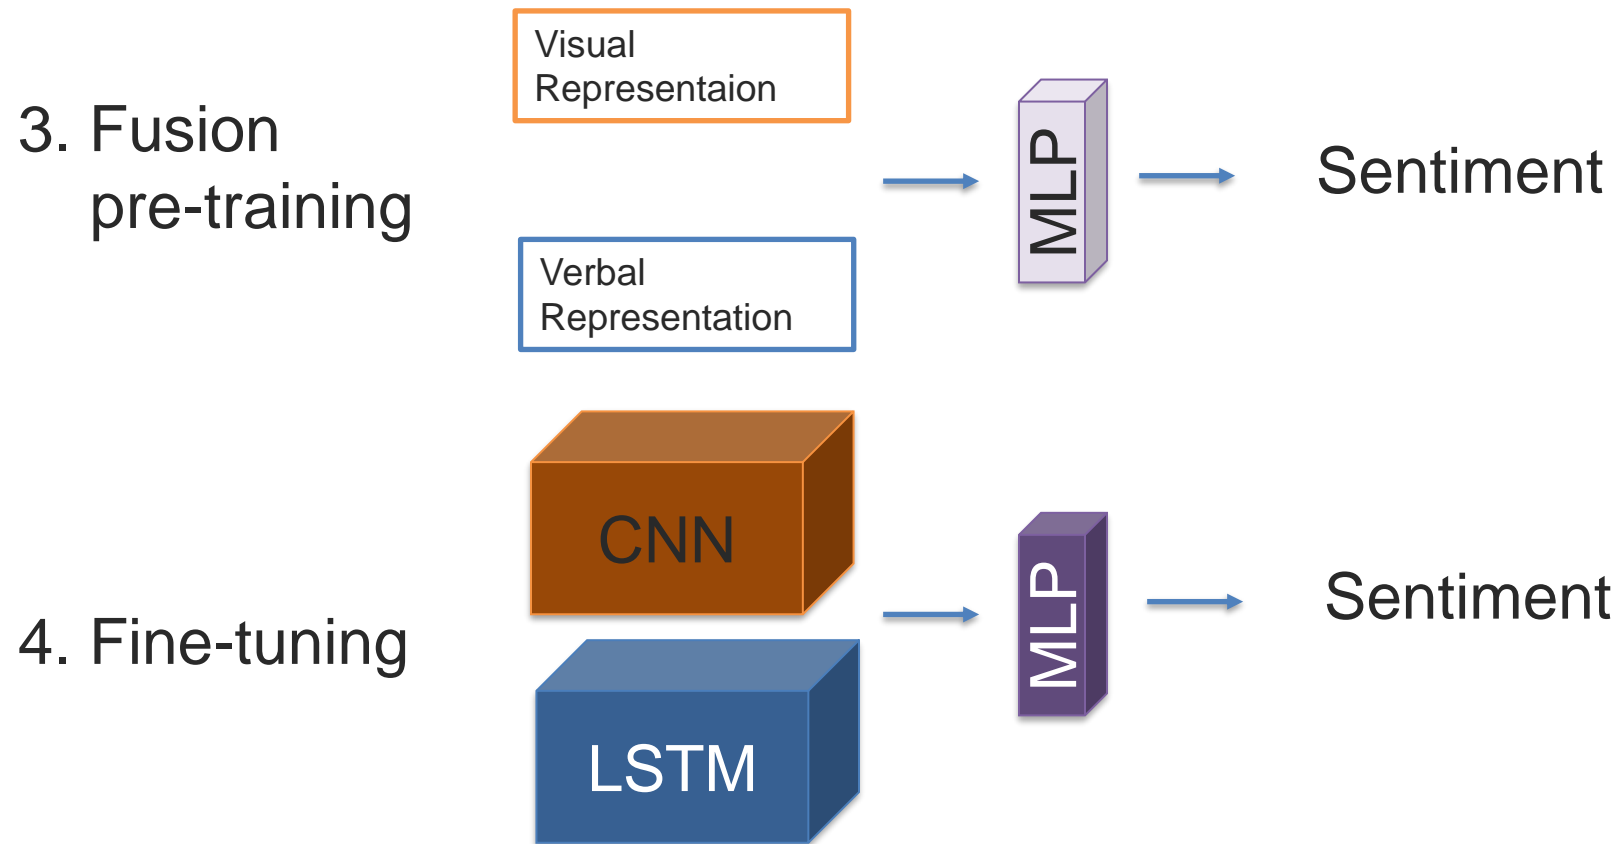 3. Fusion
pre-training
Visual
Representaion
Verbal
Representation
MLP
Sentiment
4. Fine-tuning
CNN
LSTM
MLP
Sentiment